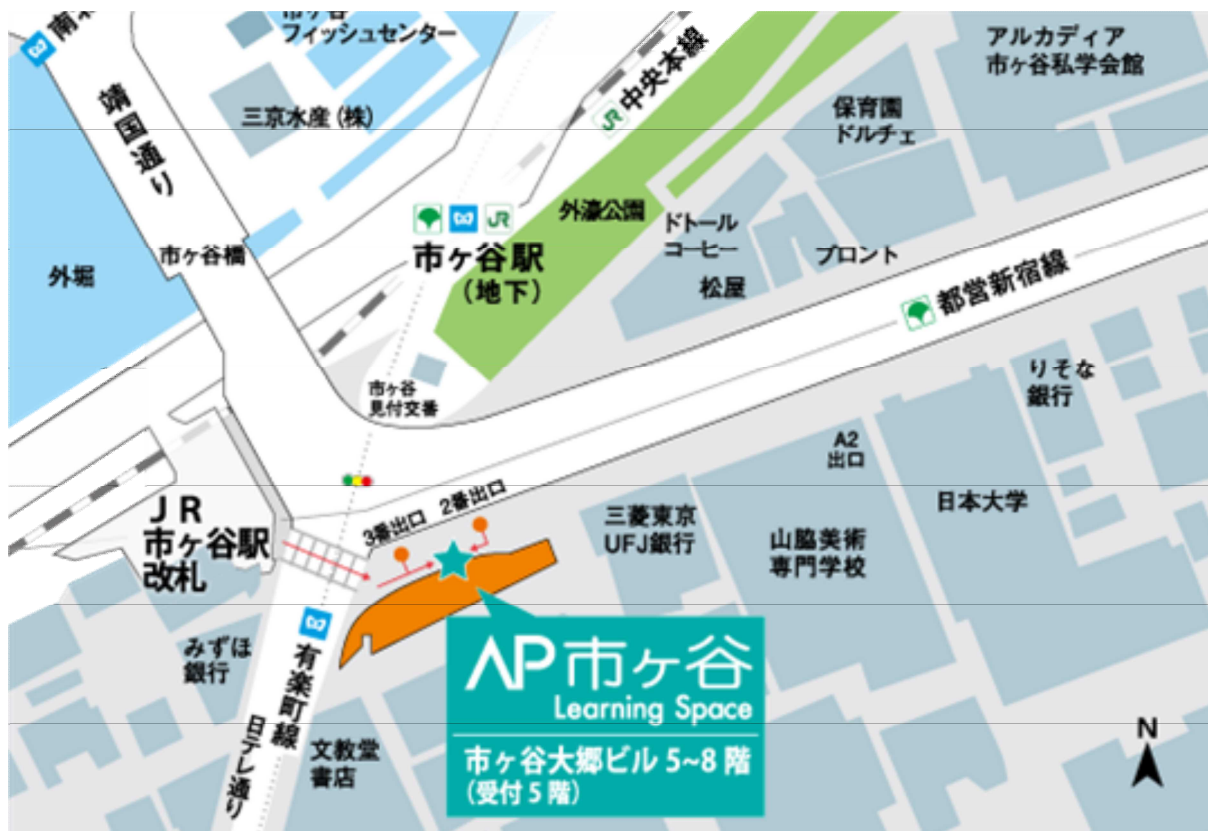 市ヶ谷
フィッシュセンター
三京水産(株)
靖国通り
JR中央本線
アルカディア
市ヶ谷私学会館
保育園
ドルチェ
外濠公園
ドトール
コーヒー
松屋
プロント
市ヶ谷橋
外堀
JR
市ヶ谷駅
(地下)
都営新宿線
市ヶ谷
見付交番
りそな
銀行
A2
出口
日本大学
山脇美術
専門学校
三菱東京
UFJ銀行
3番出口
2番出口
JR
市ヶ谷駅
改札
みずほ
銀行
有楽町線
日テレ通り
文教堂
書店
AP市ヶ谷
Learning Space
市ヶ谷大郷ビル 5~8 階
(受付 5 階)
N